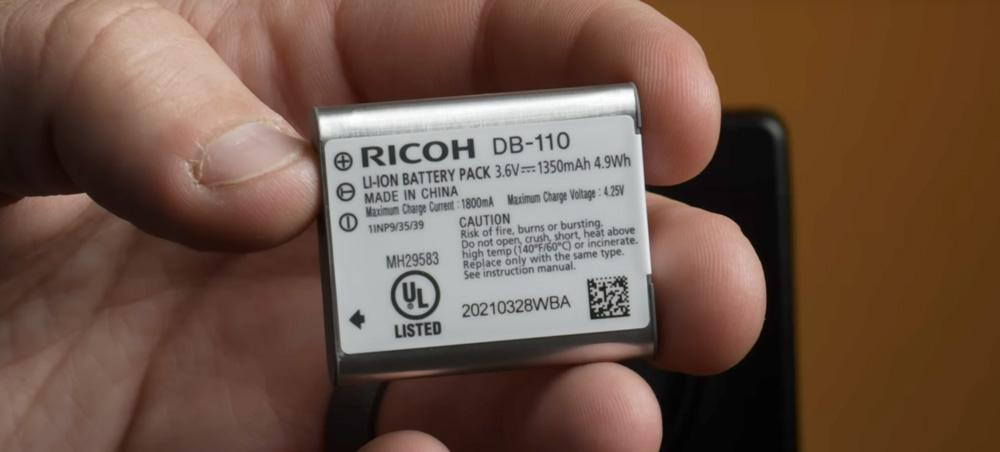 RICOH DB-110
LI-ION BATTERY PACK 3.6V⎓1350mAh 4.9Wh
MADE IN CHINA
Maximum Charge Current : 1800mA Maximum Charge Voltage : 4.25V
1INP9/35/39
CAUTION
Risk of fire, burns or bursting.
Do not open, crush, short, heat above
high temp (140°F/60°C) or incinerate.
Replace only with the same type.
See instruction manual.
MH29583
UL
LISTED
20210328WBA